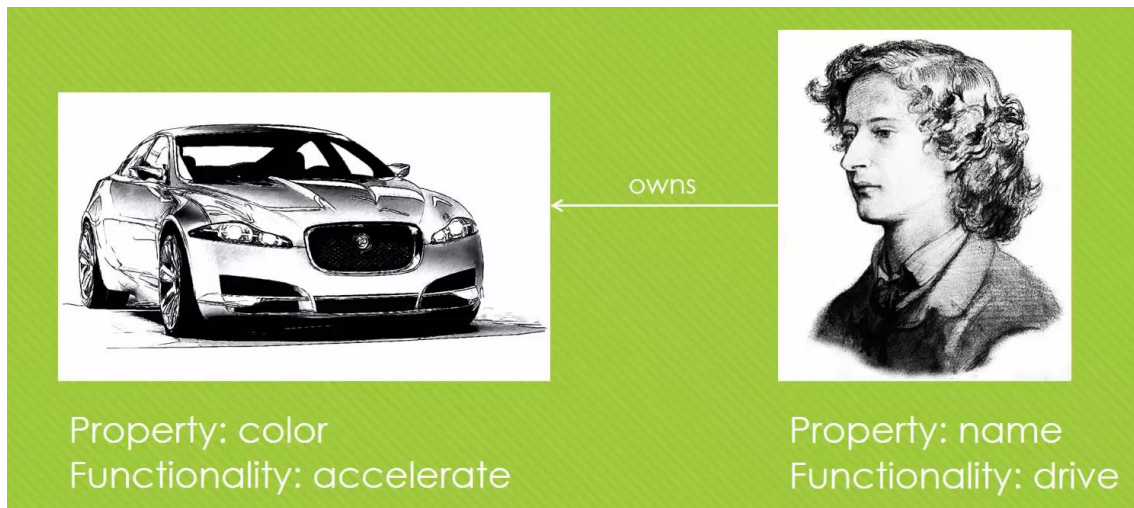 owns
Property: color
Functionality: accelerate
Property: name
Functionality: drive